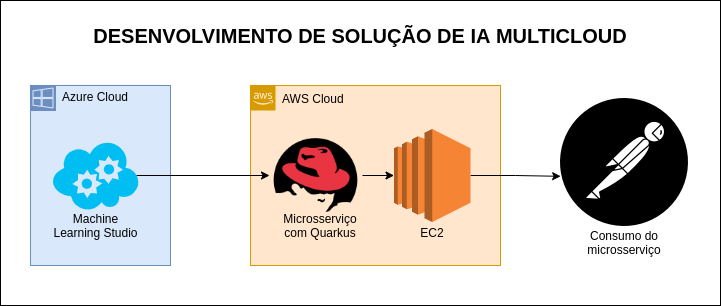 DESENVOLVIMENTO DE SOLUÇÃO DE IA MULTICLOUD
Azure Cloud
Machine
Learning Studio
aws
AWS Cloud
Microsserviço
com Quarkus
EC2
Consumo do
microsserviço